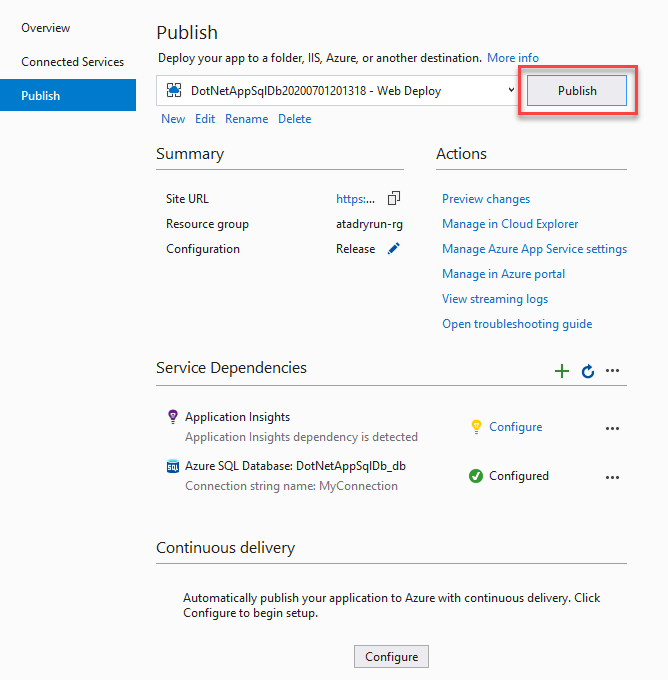 Overview
Connected Services
Publish
Publish
Deploy your app to a folder, IIS, Azure, or another destination. More info
DotNetAppSqlDb20200701201318 - Web Deploy
Publish
New Edit Rename Delete
Summary
Site URL https:...
Resource group atadryrun-rg
Configuration Release
Actions
Preview changes
Manage in Cloud Explorer
Manage Azure App Service settings
Manage in Azure portal
View streaming logs
Open troubleshooting guide
Service Dependencies
Application Insights
Application Insights dependency is detected
Configure
SQL
Azure SQL Database: DotNetAppSqlDb_db
Connection string name: MyConnection
Configured
Continuous delivery
Automatically publish your application to Azure with continuous delivery. Click
Configure to begin setup.
Configure